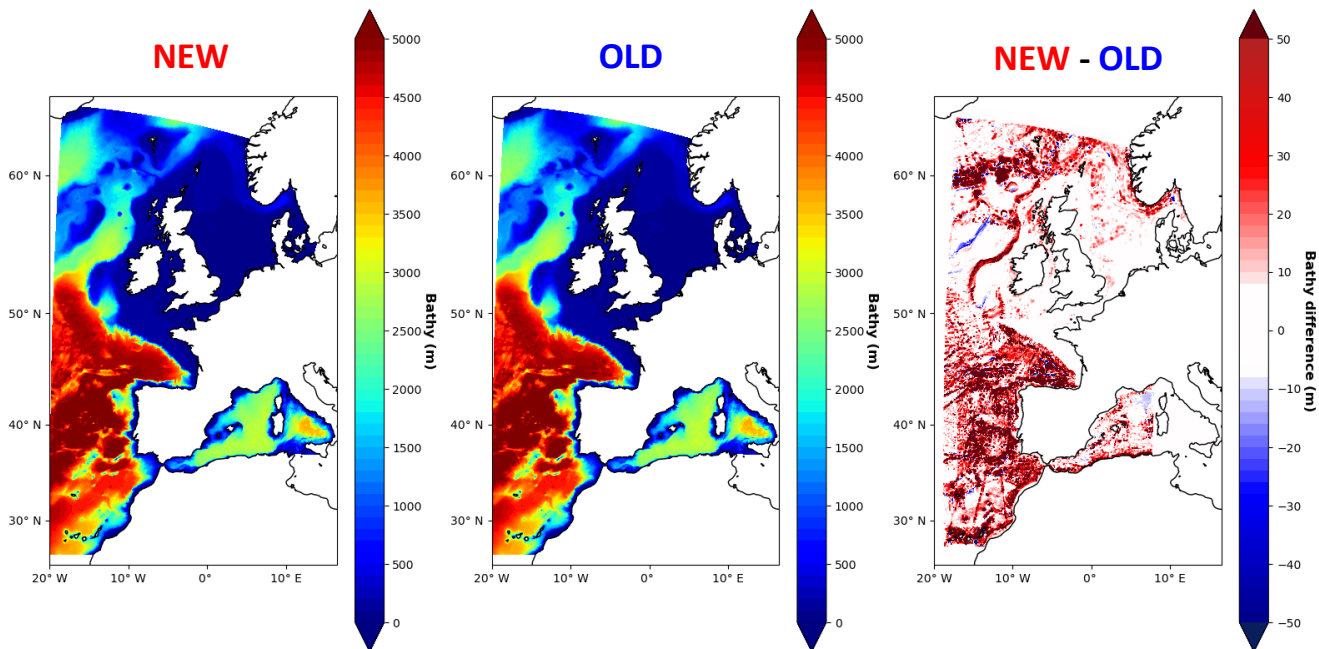 NEW
OLD
NEW - OLD
60° N
50° N
40° N
30° N
20° W
10° W
0°
10° E
5000
4500
4000
3500
3000
2500
2000
1500
1000
500
0
Bathy (m)
60° N
50° N
40° N
30° N
20° W
10° W
0°
10° E
5000
4500
4000
3500
3000
2500
2000
1500
1000
500
0
Bathy (m)
60° N
50° N
40° N
30° N
20° W
10° W
0°
10° E
50
40
30
20
10
0
−10
−20
−30
−40
−50
Bathy difference (m)